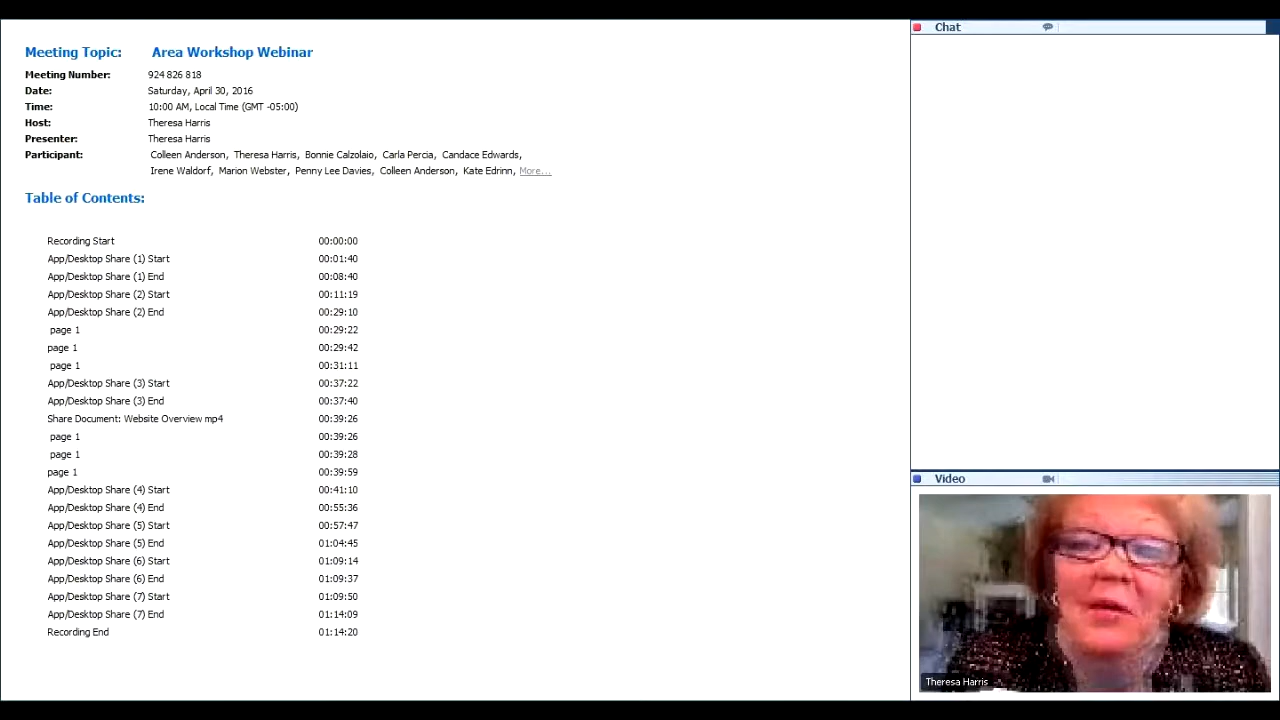 Meeting Topic: Area Workshop Webinar
Meeting Number: 924 826 818
Date: Saturday, April 30, 2016
Time: 10:00 AM, Local Time (GMT -05:00)
Host: Theresa Harris
Presenter: Theresa Harris
Participant: Colleen Anderson, Theresa Harris, Bonnie Calzolaio, Carla Percia, Candace Edwards,
Irene Waldorf, Marion Webster, Penny Lee Davies, Colleen Anderson, Kate Edrinn, More...
Table of Contents:
Recording Start 00:00:00
App/Desktop Share (1) Start 00:01:40
App/Desktop Share (1) End 00:08:40
App/Desktop Share (2) Start 00:11:19
App/Desktop Share (2) End 00:29:10
page 1 00:29:22
page 1 00:29:42
page 1 00:31:11
App/Desktop Share (3) Start 00:37:22
App/Desktop Share (3) End 00:37:40
Share Document: Website Overview mp4 00:39:26
page 1 00:39:26
page 1 00:39:28
page 1 00:39:59
App/Desktop Share (4) Start 00:41:10
App/Desktop Share (4) End 00:55:36
App/Desktop Share (5) Start 00:57:47
App/Desktop Share (5) End 01:04:45
App/Desktop Share (6) Start 01:09:14
App/Desktop Share (6) End 01:09:37
App/Desktop Share (7) Start 01:09:50
App/Desktop Share (7) End 01:14:09
Recording End 01:14:20
Chat
Video
Theresa Harris